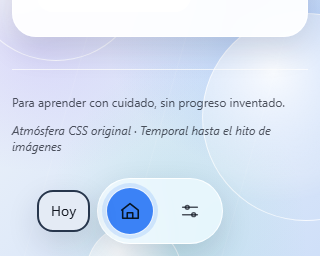 Para aprender con cuidado, sin progreso inventado.
Atmósfera CSS original · Temporal hasta el hito de
imágenes
Hoy